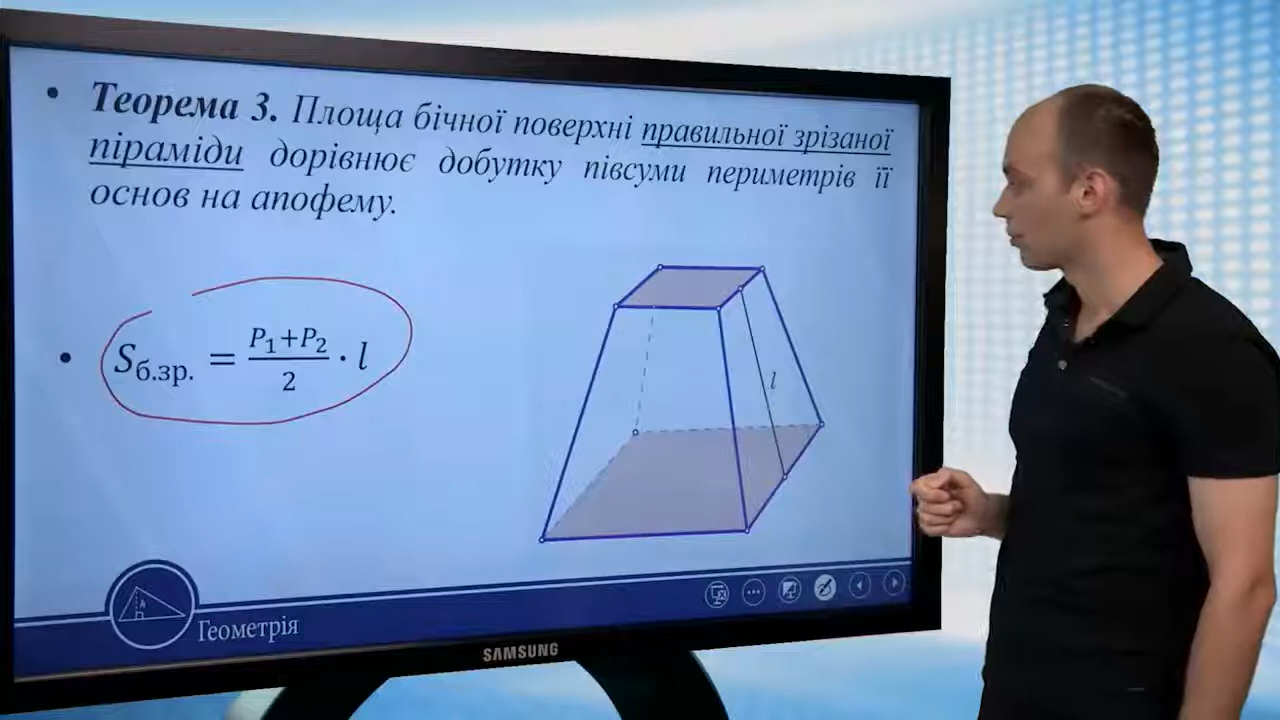 • Теорема 3. Площа бічної поверхні правильної зрізаної
піраміди дорівнює добутку півсуми периметрів її
основ на апофему.
• Sб.зр. = P₁+P₂/2 · l
l
Геометрія
SAMSUNG